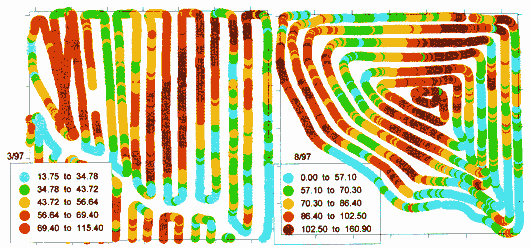 3/97
13.75 to 34.78
34.78 to 43.72
43.72 to 56.64
56.64 to 69.40
69.40 to 115.40
8/97
0.00 to 57.10
57.10 to 70.30
70.30 to 86.40
86.40 to 102.50
102.50 to 160.90